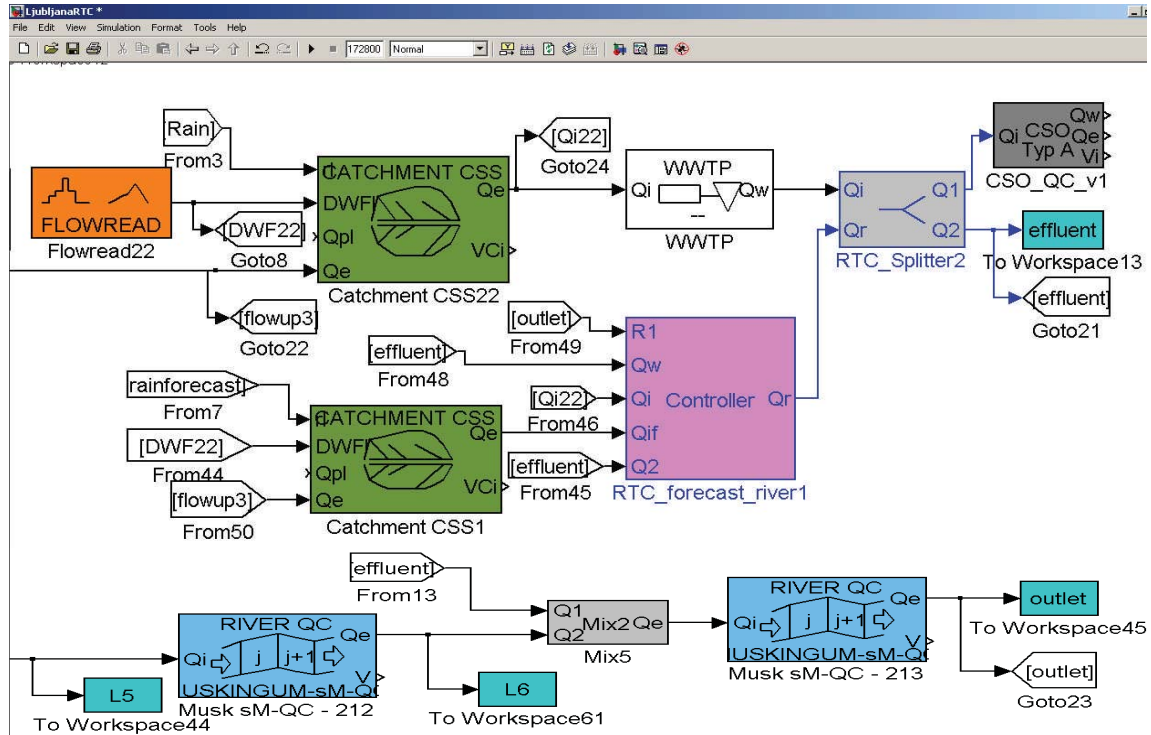 LjubljanaRTC *
File Edit View Simulation Format Tools Help
172800 Normal
[Rain]
From3
FLOWREAD
Flowread22
[DWF22]
Goto8
CATCHMENT CSS
DWF
Qpl
Qe
Qe
VCi
Catchment CSS22
[flowup3]
Goto22
[Qi22]
Goto24
WWTP
Qi
Qw
--
WWTP
Qi
Qr
Q1
Q2
RTC_Splitter2
Qi
CSO
Typ A
Qw
Qe
Vi
CSO_QC_v1
effluent
To Workspace13
[effluent]
Goto21
[outlet]
From49
[effluent]
From48
[Qi22]
From46
[effluent]
From45
R1
Qw
Qi
Qif
Q2
Controller
Qr
RTC_forecast_river1
rainforecast]
From7
[DWF22]
From44
[flowup3]
From50
CATCHMENT CSS
DWF
Qpl
Qe
Qe
VCi
Catchment CSS1
[effluent]
From13
Q1
Q2
Mix2
Qe
Mix5
RIVER QC
Qi
j
j+1
Qe
V
USKINGUM-sM-QC
Musk sM-QC - 212
L5
To Workspace44
L6
To Workspace61
RIVER QC
Qi
j
j+1
Qe
V
IUSKINGUM-sM-QC
Musk sM-QC - 213
outlet
To Workspace45
[outlet]
Goto23